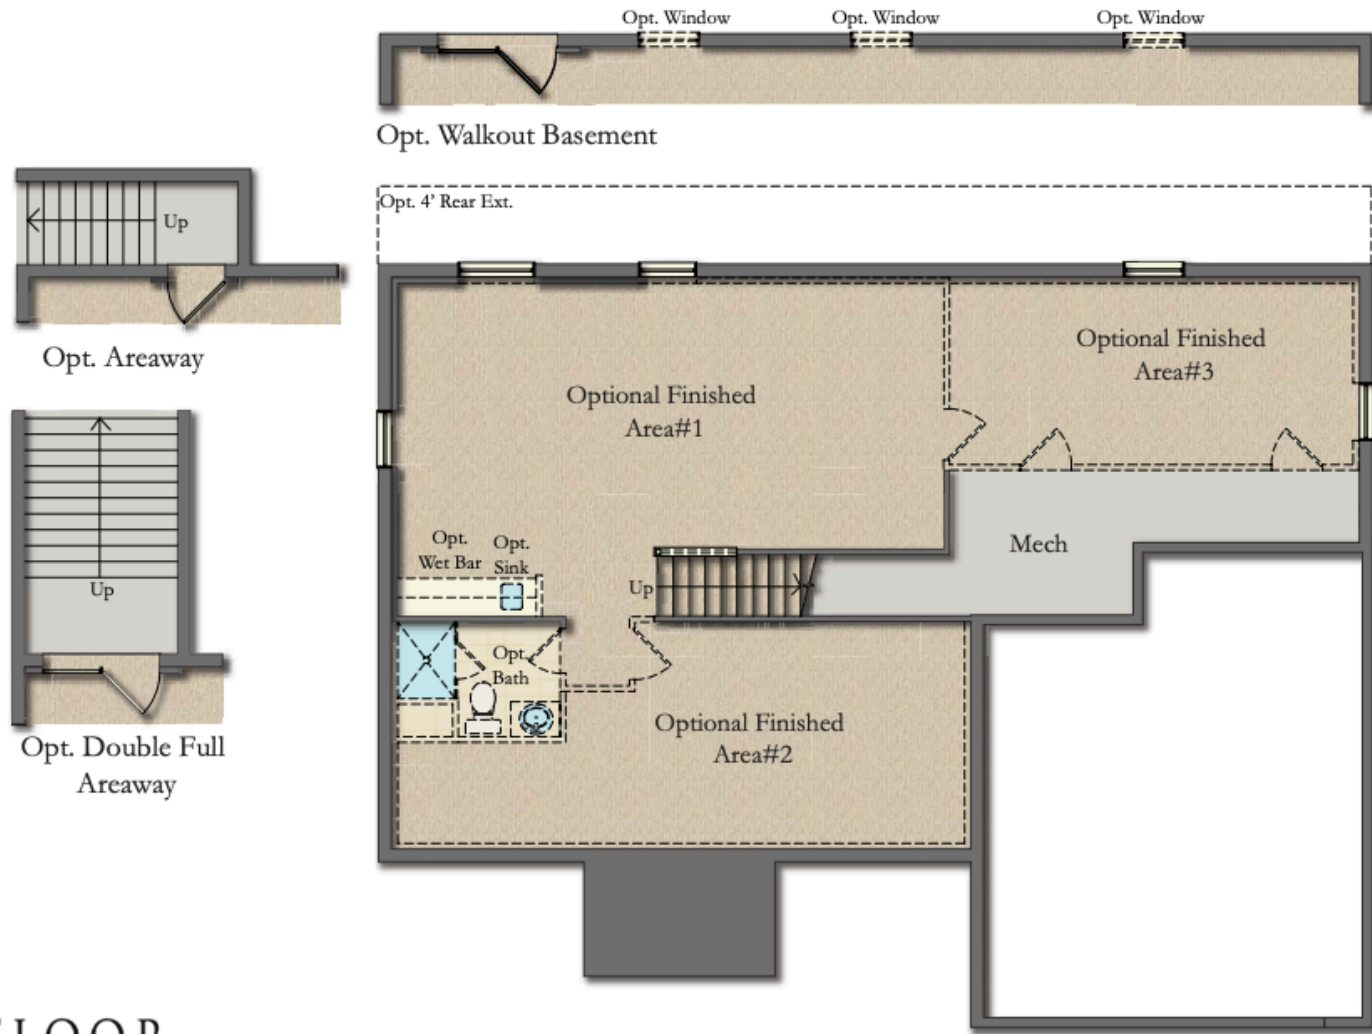 Opt. Window
Opt. Window
Opt. Window
Opt. Walkout Basement
Opt. 4' Rear Ext.
Up
Opt. Areaway
Optional Finished
Area#1
Optional Finished
Area#3
Opt.
Wet Bar
Opt.
Sink
Up
Mech
Up
Opt.
Bath
Optional Finished
Area#2
Opt. Double Full
Areaway